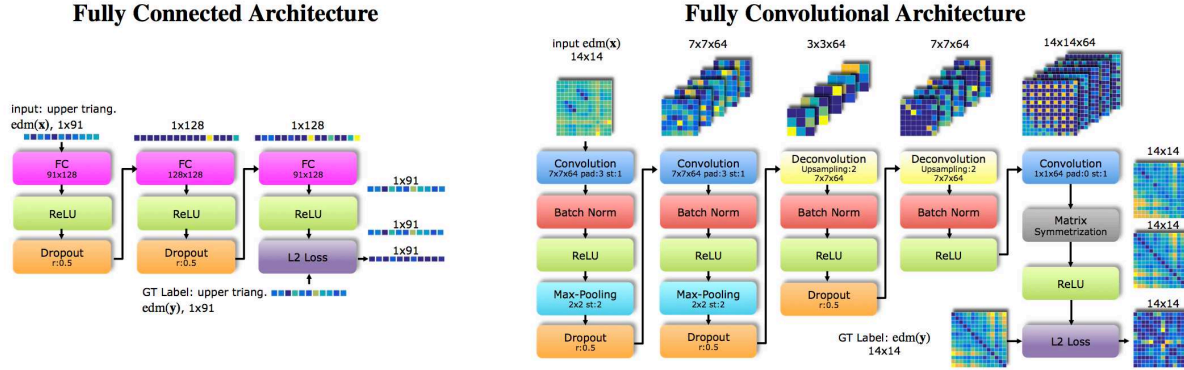 Fully Connected Architecture
input: upper triang.
edm(x), 1x91
1x128
1x128
FC
91x128
FC
128x128
FC
91x128
ReLU
ReLU
ReLU
Dropout
r:0.5
Dropout
r:0.5
L2 Loss
1x91
1x91
1x91
GT Label: upper triang.
edm(y), 1x91
Fully Convolutional Architecture
input edm(x)
14x14
7x7x64
3x3x64
7x7x64
14x14x64
Convolution
7x7x64 pad:3 st:1
Batch Norm
ReLU
Max-Pooling
2x2 st:2
Dropout
r:0.5
Convolution
7x7x64 pad:3 st:1
Batch Norm
ReLU
Max-Pooling
2x2 st:2
Dropout
r:0.5
Deconvolution
Upsampling:2
7x7x64
Batch Norm
ReLU
Dropout
r:0.5
Deconvolution
Upsampling:2
7x7x64
Batch Norm
ReLU
Convolution
1x1x64 pad:0 st:1
Matrix
Symmetrization
ReLU
L2 Loss
14x14
14x14
14x14
GT Label: edm(y)
14x14